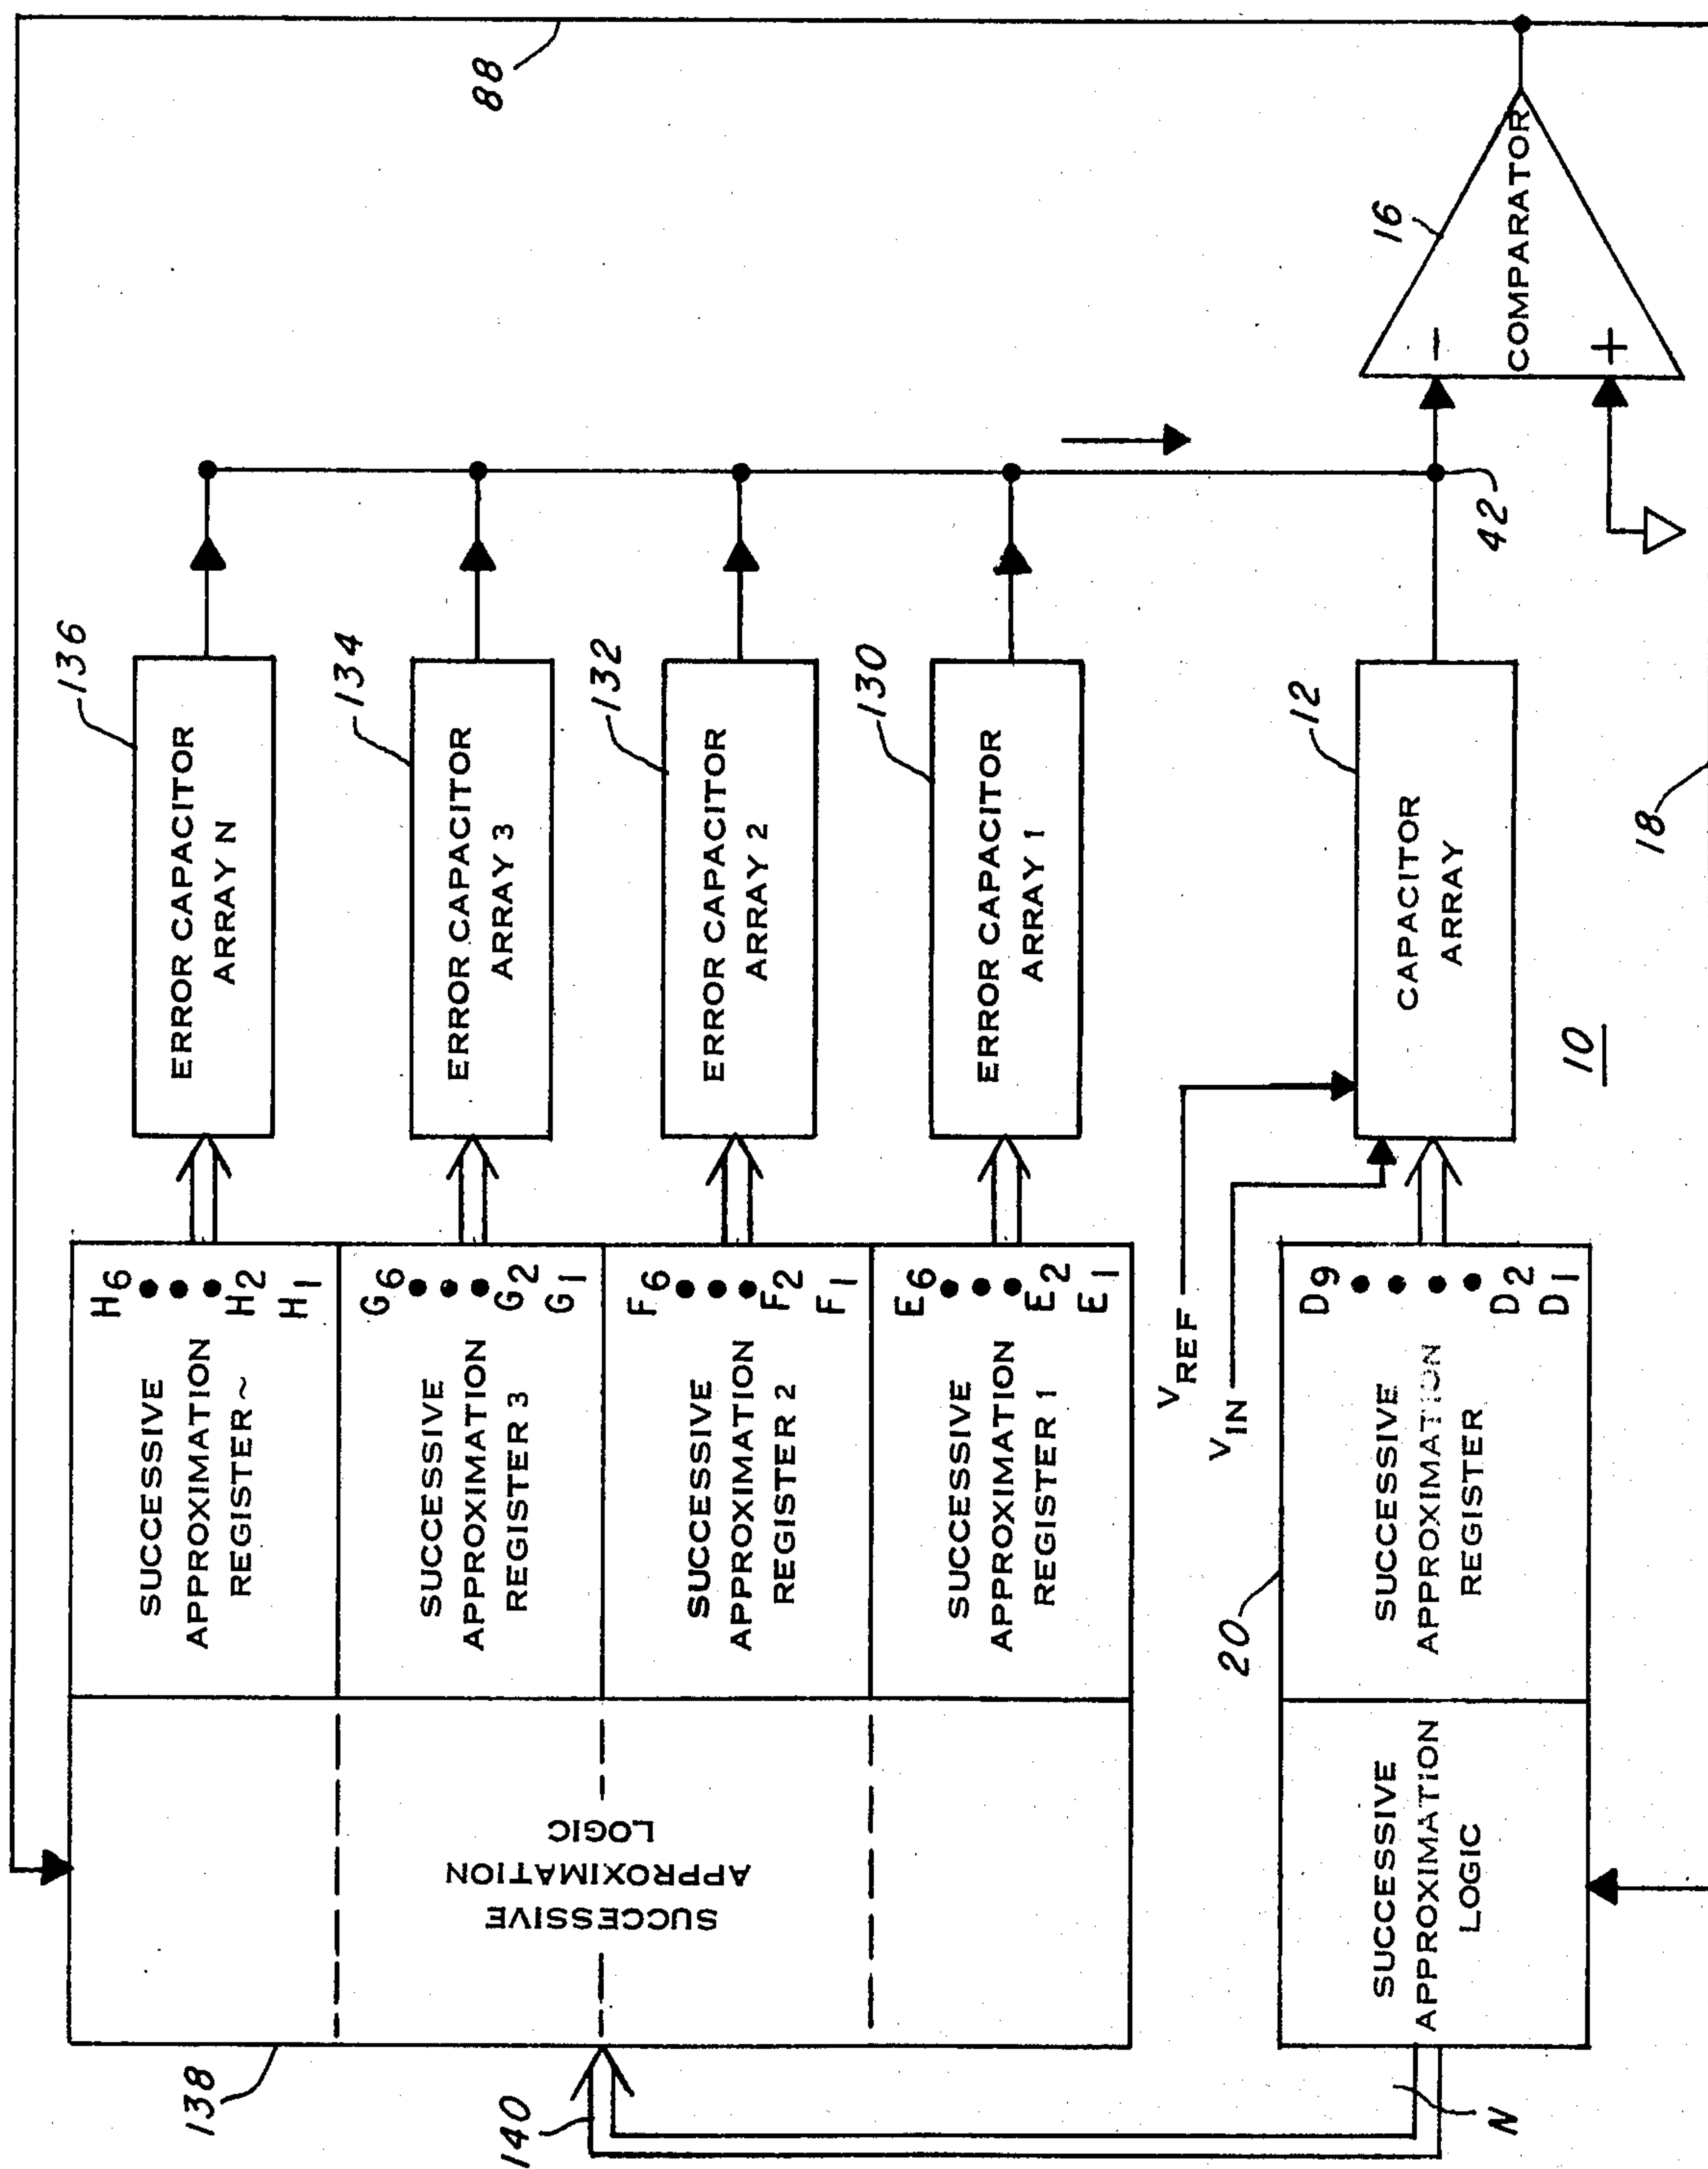 138
SUCCESSIVE
APPROXIMATION
LOGIC
SUCCESSIVE
APPROXIMATION
REGISTER ~
H6
H2
H1
ERROR CAPACITOR
ARRAY N
136
88
SUCCESSIVE
APPROXIMATION
REGISTER 3
G6
G2
G1
ERROR CAPACITOR
ARRAY 3
134
SUCCESSIVE
APPROXIMATION
REGISTER 2
F6
F2
F1
ERROR CAPACITOR
ARRAY 2
132
SUCCESSIVE
APPROXIMATION
REGISTER 1
E6
E2
E1
ERROR CAPACITOR
ARRAY 1
130
140
VREF
VIN
20
SUCCESSIVE
APPROXIMATION
LOGIC
SUCCESSIVE
APPROXIMATION
REGISTER
D9
D2
D1
CAPACITOR
ARRAY
12
42
16
−
+
COMPARATOR
N
10
18